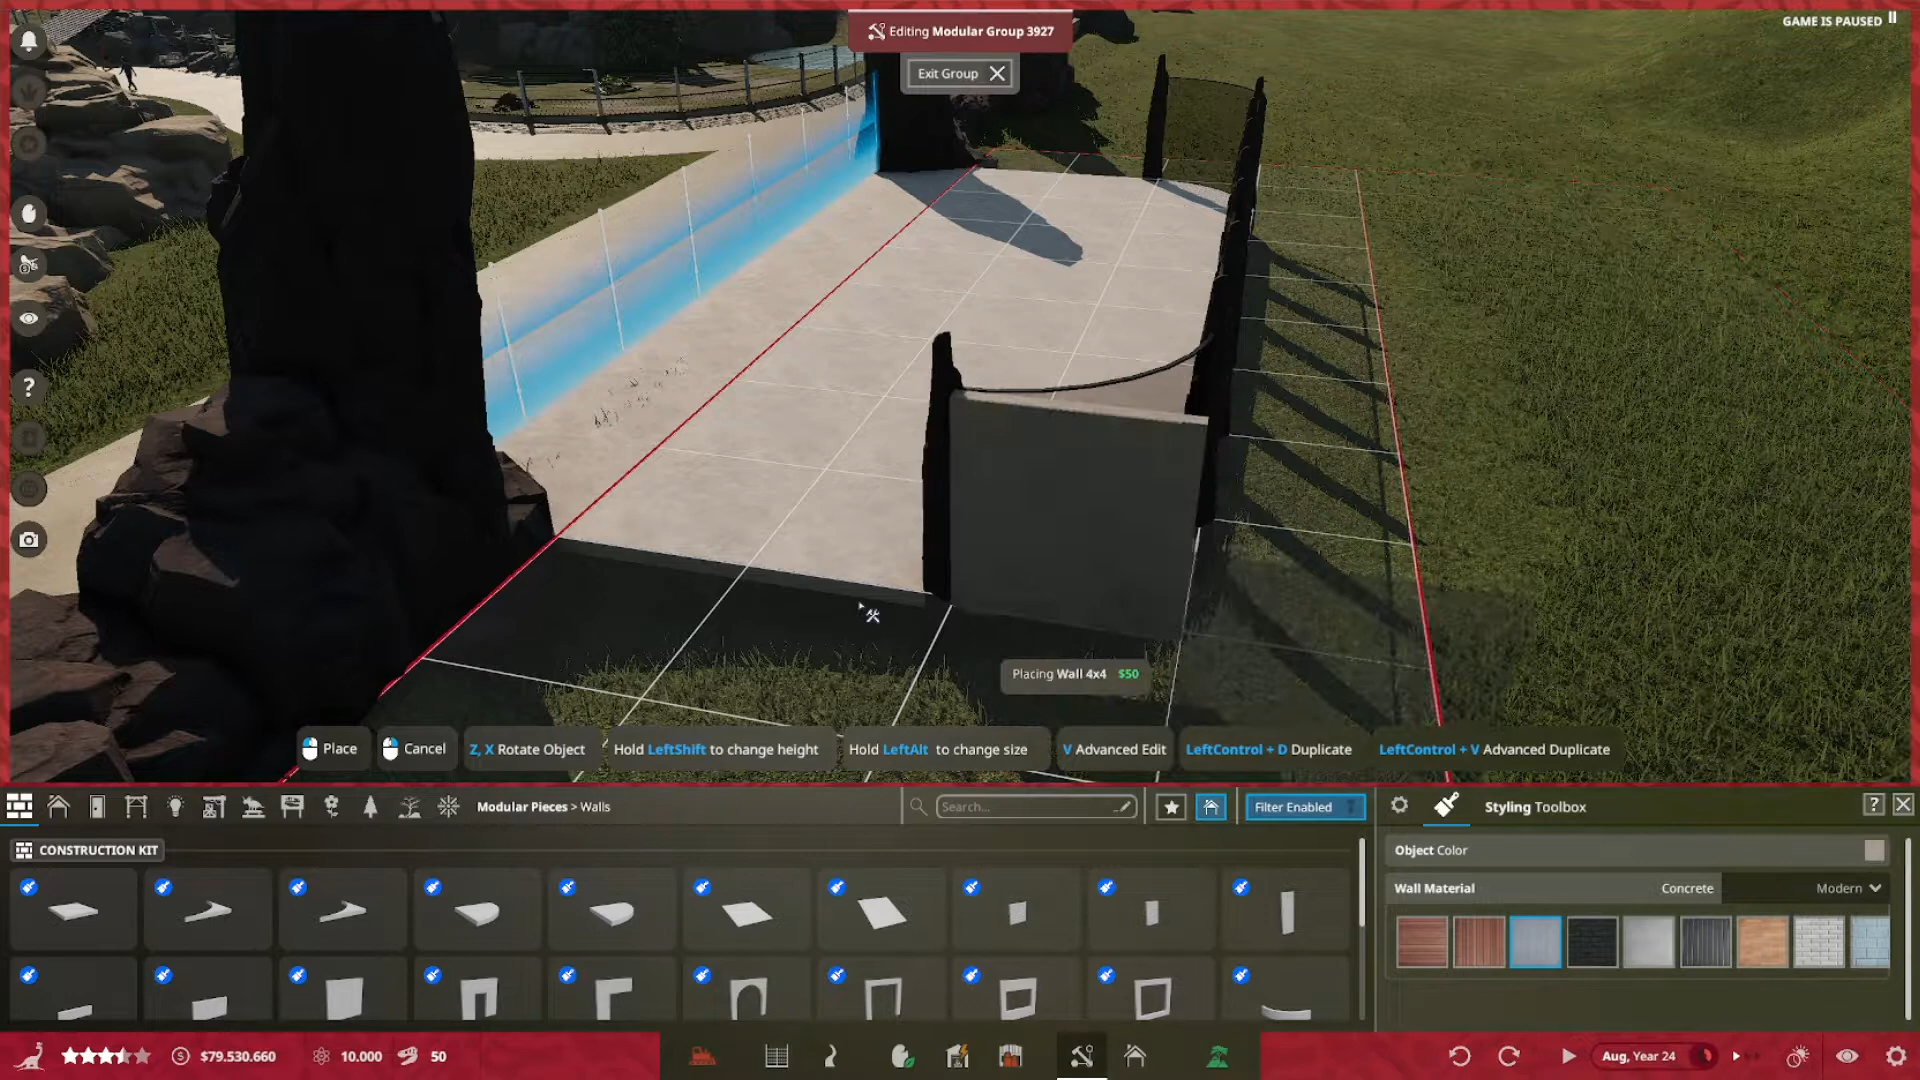 Editing Modular Group 3927
GAME IS PAUSED
Exit Group
?
Placing Wall 4x4 $50
Place
Cancel
Z, X Rotate Object
Hold LeftShift to change height
Hold LeftAlt to change size
V Advanced Edit
LeftControl + D Duplicate
LeftControl + V Advanced Duplicate
Modular Pieces > Walls
Search...
Filter Enabled
Styling Toolbox
?
CONSTRUCTION KIT
Object Color
Wall Material
Concrete
Modern
$79.530.660
10.000
50
Aug, Year 24